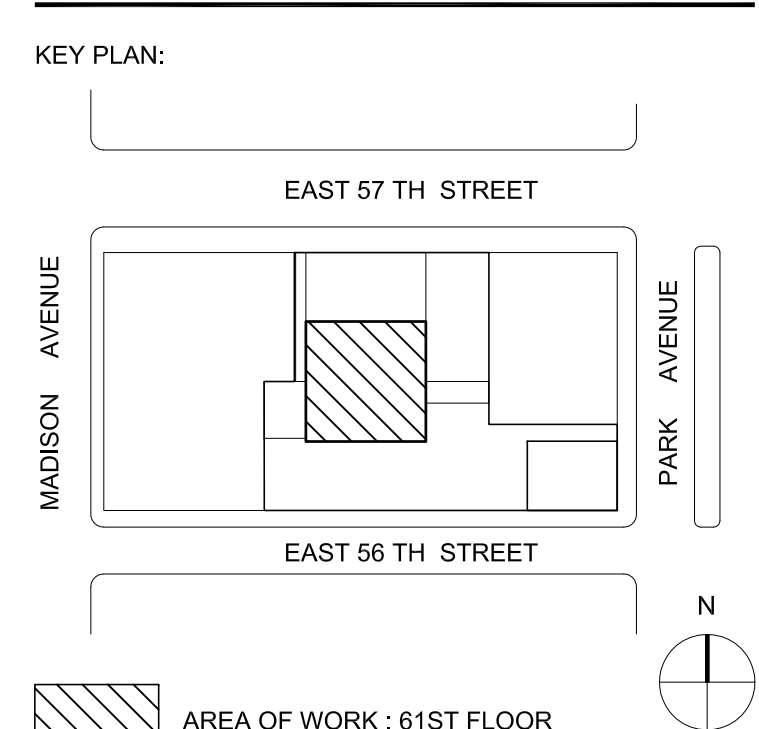 KEY PLAN:
EAST 57 TH STREET
MADISON AVENUE
PARK AVENUE
EAST 56 TH STREET
N
AREA OF WORK : 61ST FLOOR